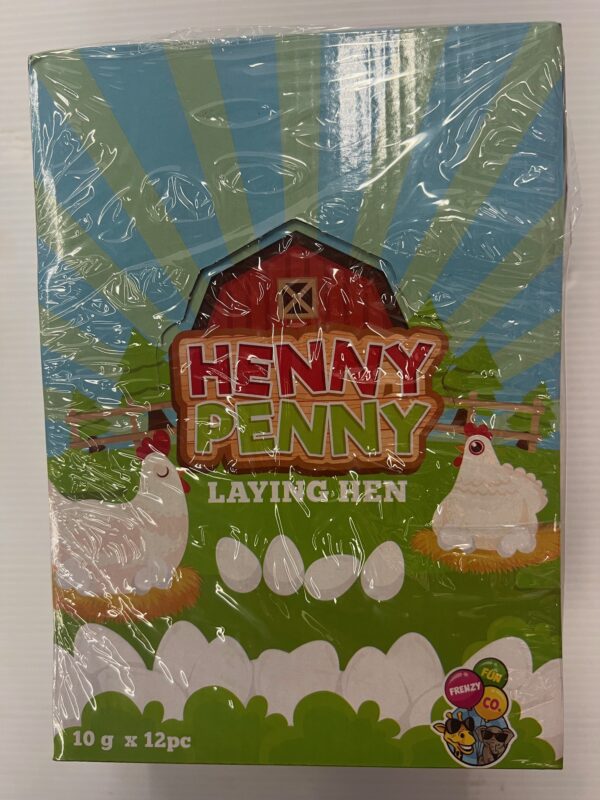 HENNY
PENNY
LAYING HEN
FUN
FRENZY
CO.
10 g x 12pc